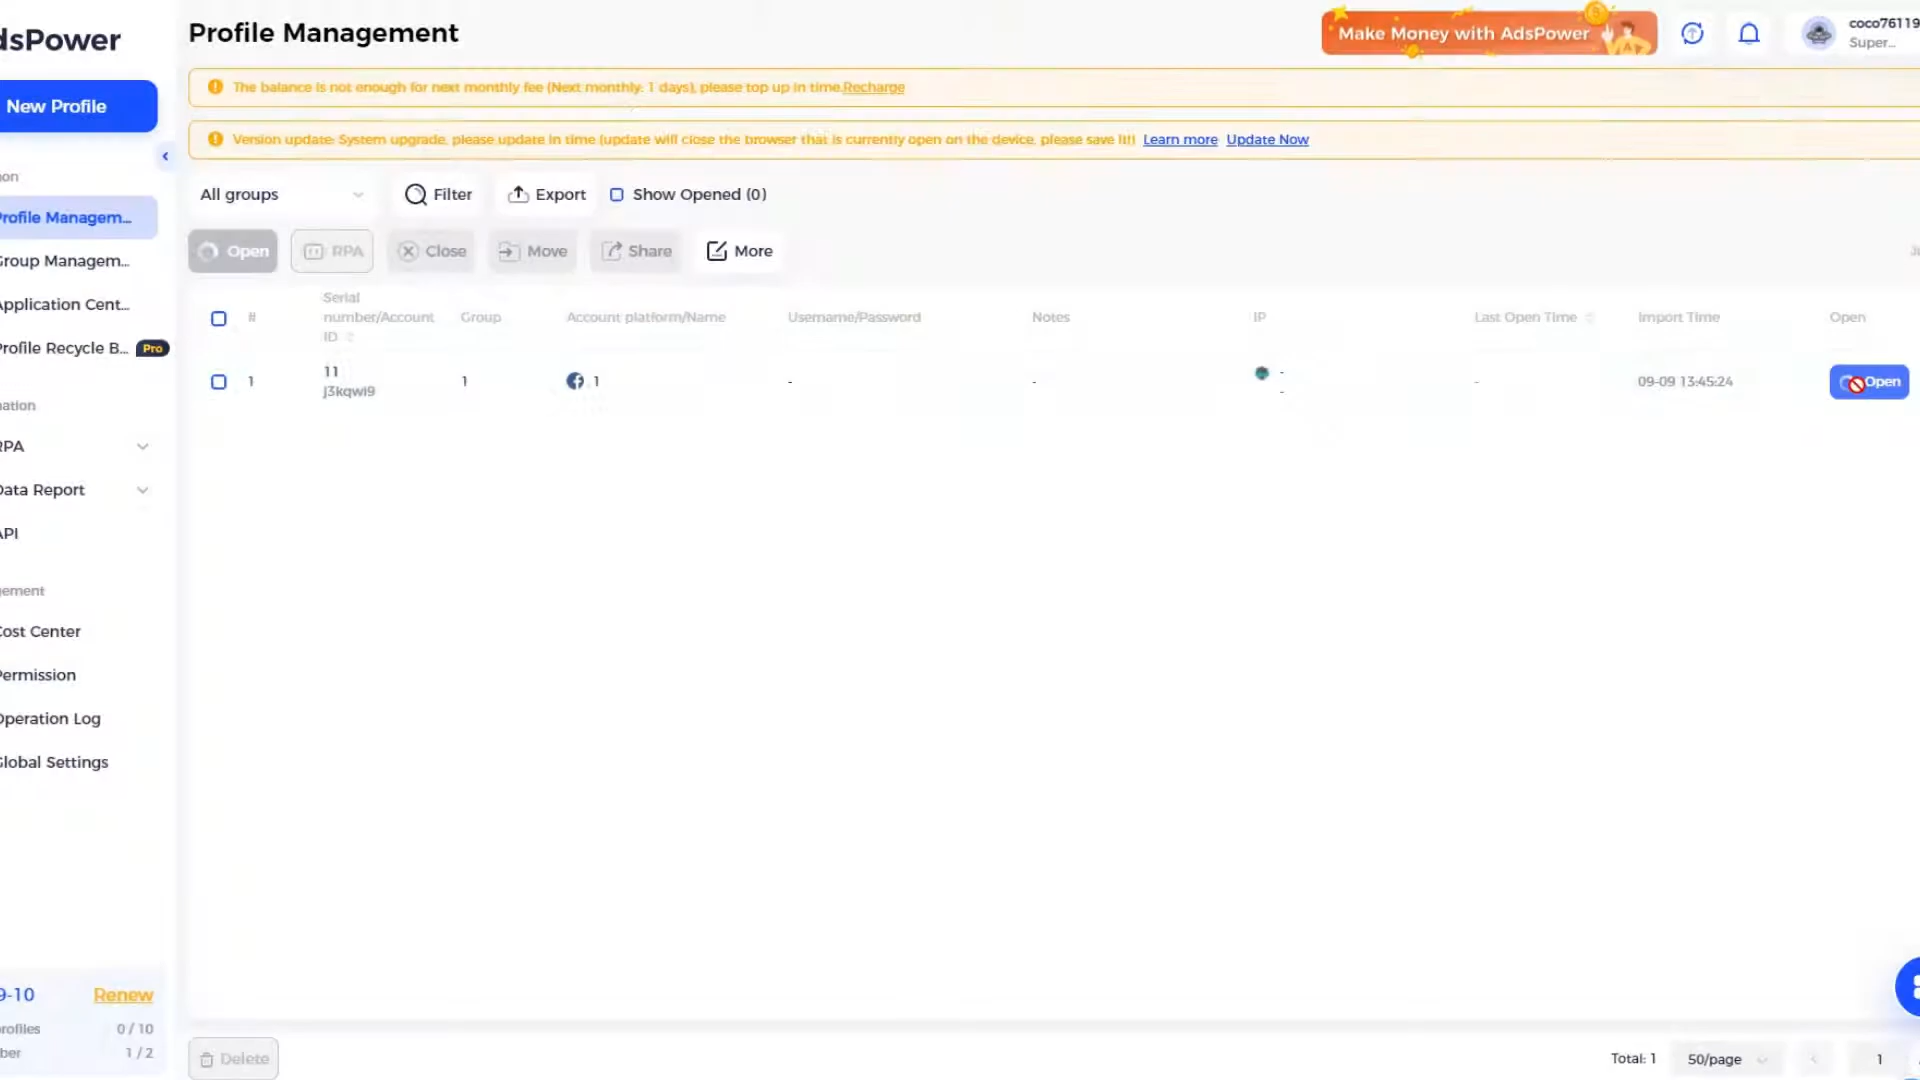 dsPower
Profile Management
Make Money with AdsPower
coco76119
Super...
New Profile
The balance is not enough for next monthly fee (Next monthly: 1 days), please top up in time.Recharge
Version update: System upgrade, please update in time (update will close the browser that is currently open on the device, please save it!) Learn more Update Now
on
Profile Managem...
Group Managem...
Application Cent...
Profile Recycle B... Pro
ation
RPA
Data Report
API
ement
Cost Center
Permission
Operation Log
Global Settings
9-10 Renew
rofiles 0 / 10
ber 1 / 2
All groups Filter Export Show Opened (0)
Open RPA Close Move Share More
# Serial number/Account ID Group Account platform/Name Username/Password Notes IP Last Open Time Import Time Open
1 11 j3kqwi9 1 1 - - - - - 09-09 13:45:24 Open
Delete
Total: 1 50/page 1